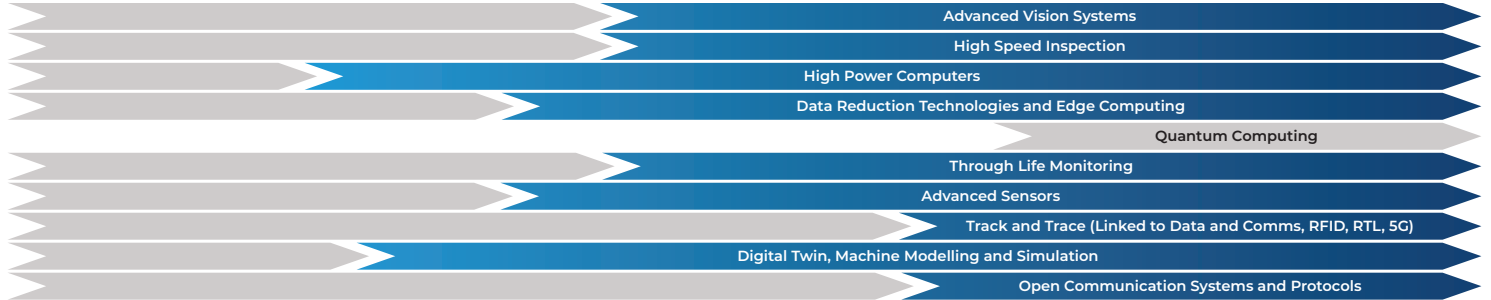 Advanced Vision Systems
High Speed Inspection
High Power Computers
Data Reduction Technologies and Edge Computing
Quantum Computing
Through Life Monitoring
Advanced Sensors
Track and Trace (Linked to Data and Comms, RFID, RTL, 5G)
Digital Twin, Machine Modelling and Simulation
Open Communication Systems and Protocols